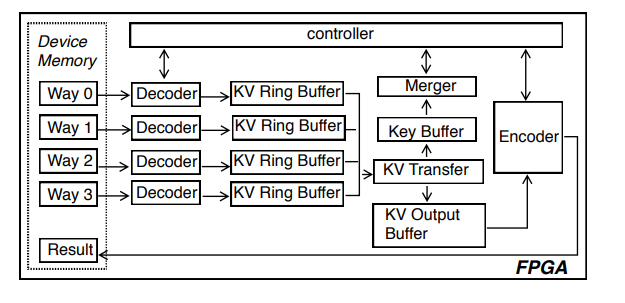 controller
Device
Memory
Way 0
Decoder
KV Ring Buffer
Merger
Way 1
Decoder
KV Ring Buffer
Key Buffer
Encoder
Way 2
Decoder
KV Ring Buffer
KV Transfer
Way 3
Decoder
KV Ring Buffer
KV Output
Buffer
Result
FPGA